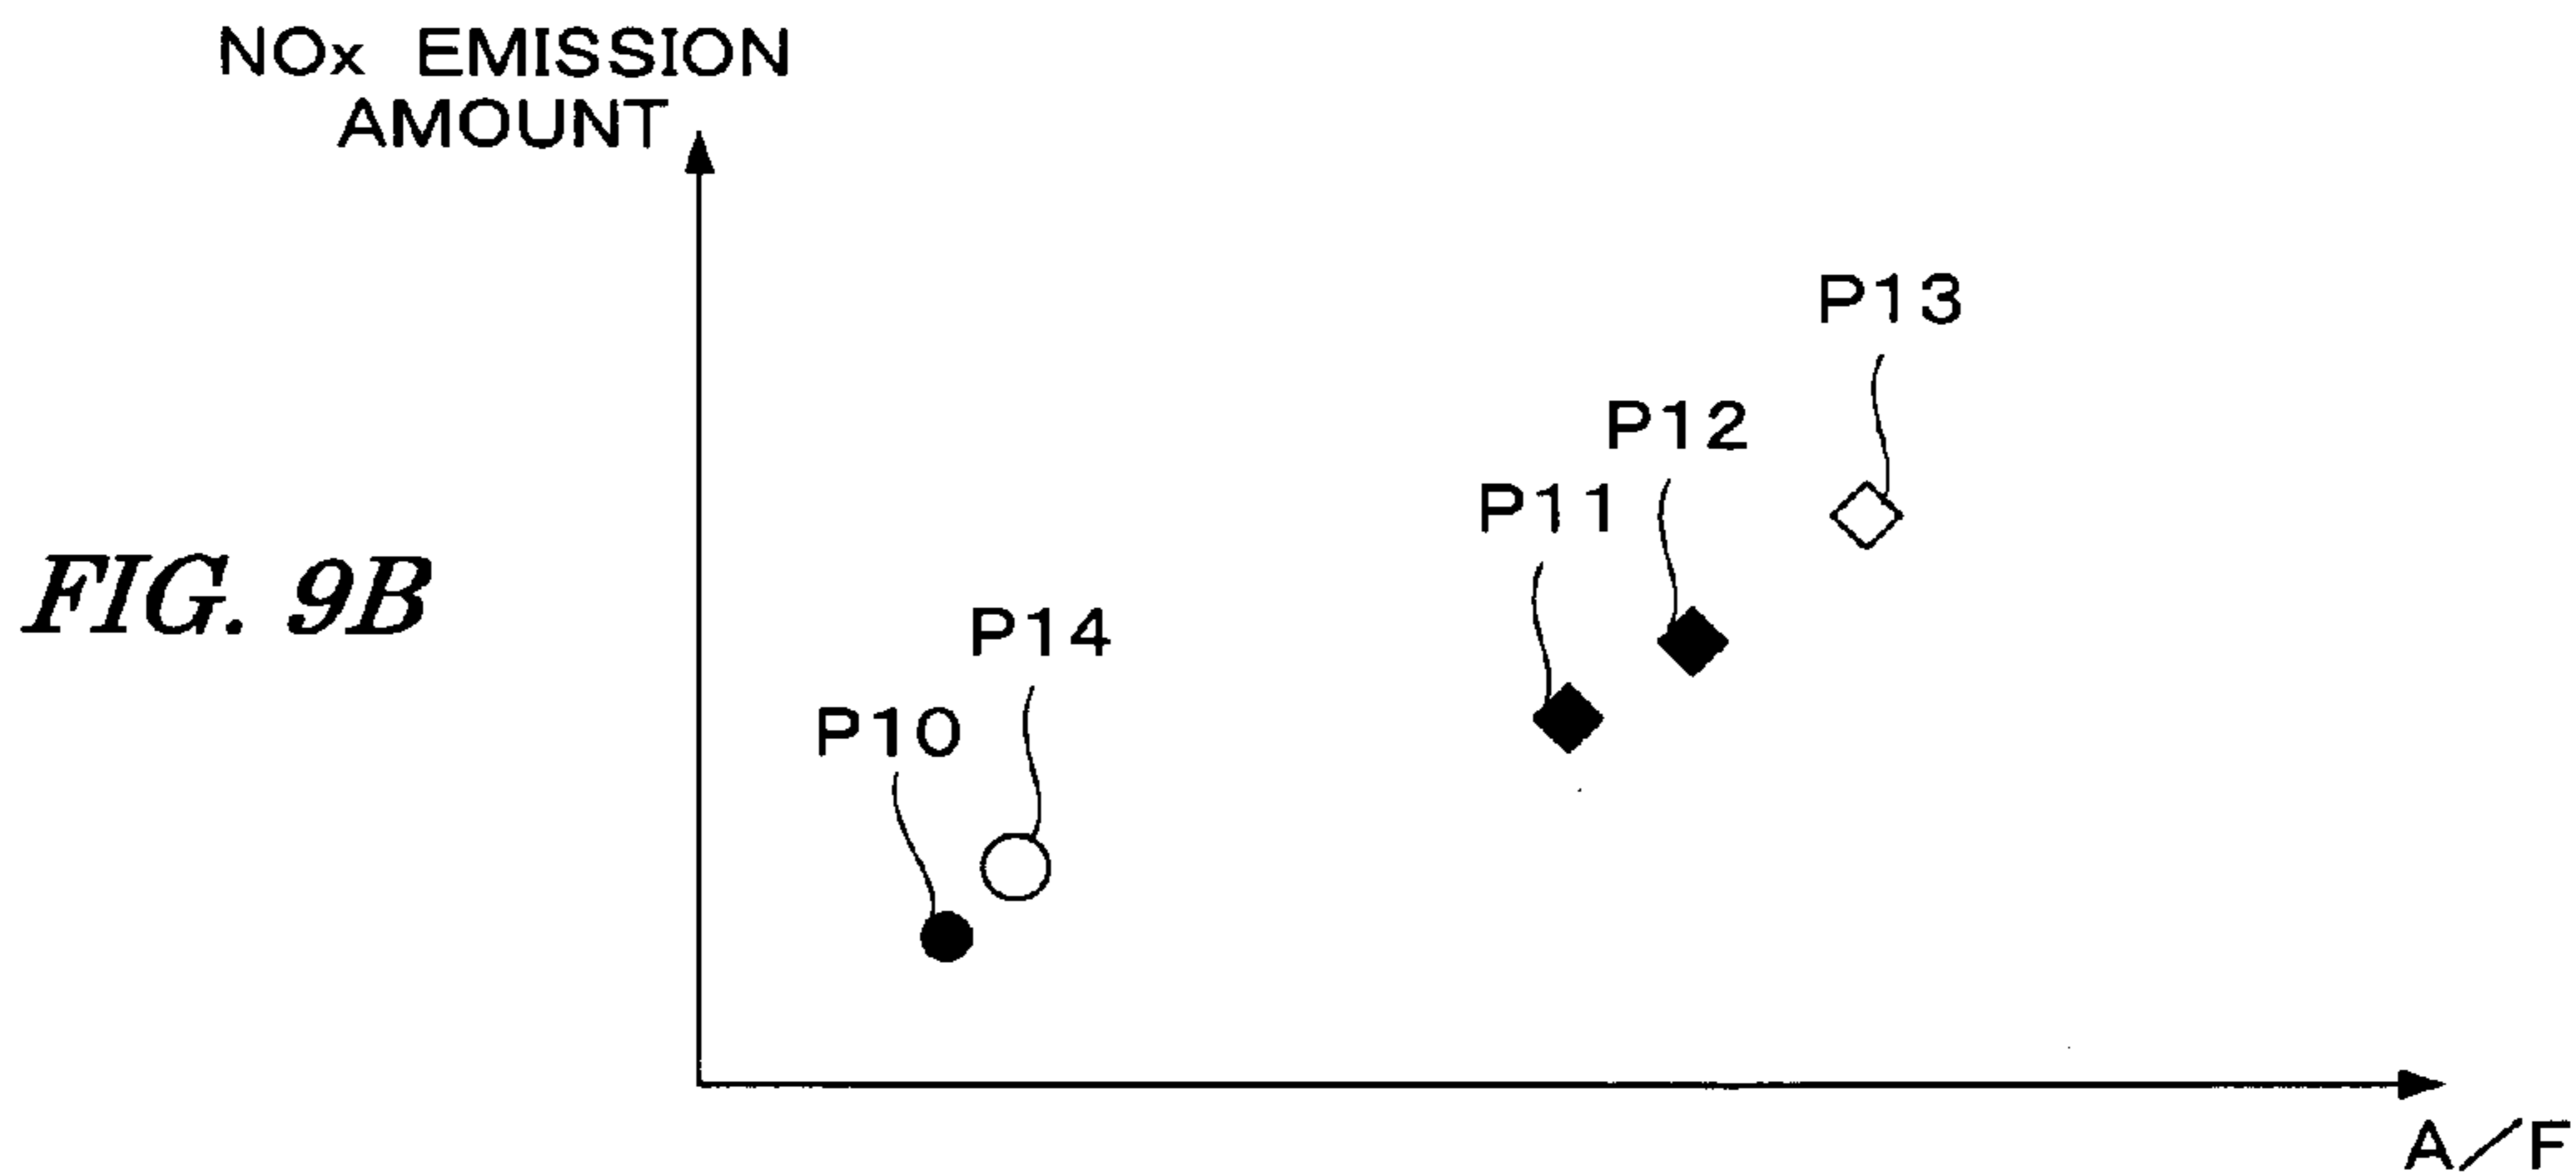 NOx EMISSION
AMOUNT
P13
P12
P11
FIG. 9B
P14
P10
A/F